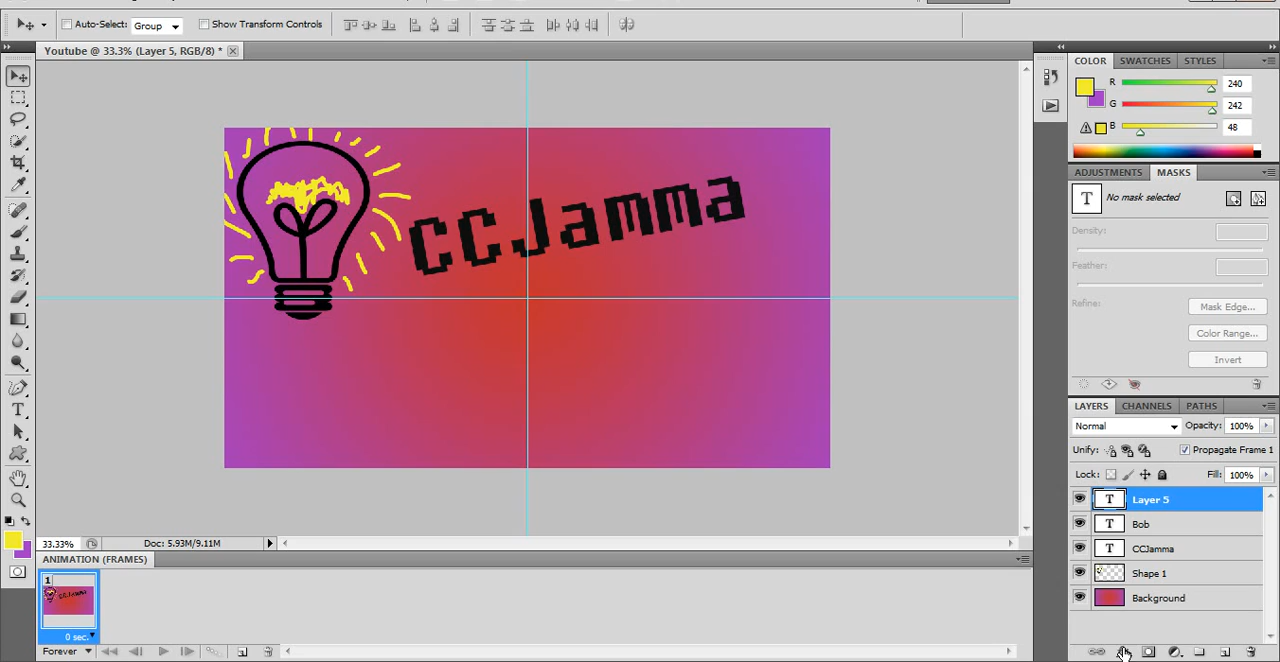 Auto-Select: Group Show Transform Controls
Youtube @ 33.3% (Layer 5, RGB/8) *
CCJamma
COLOR SWATCHES STYLES
R 240
G 242
B 48
ADJUSTMENTS MASKS
T No mask selected
Density:
Feather:
Refine: Mask Edge...
Color Range...
Invert
LAYERS CHANNELS PATHS
Normal Opacity: 100%
Unify: Propagate Frame 1
Lock: Fill: 100%
T Layer 5
T Bob
T CCJamma
Shape 1
Background
33.33% Doc: 5.93M/9.11M
ANIMATION (FRAMES)
1
CCJamma
0 sec.
Forever